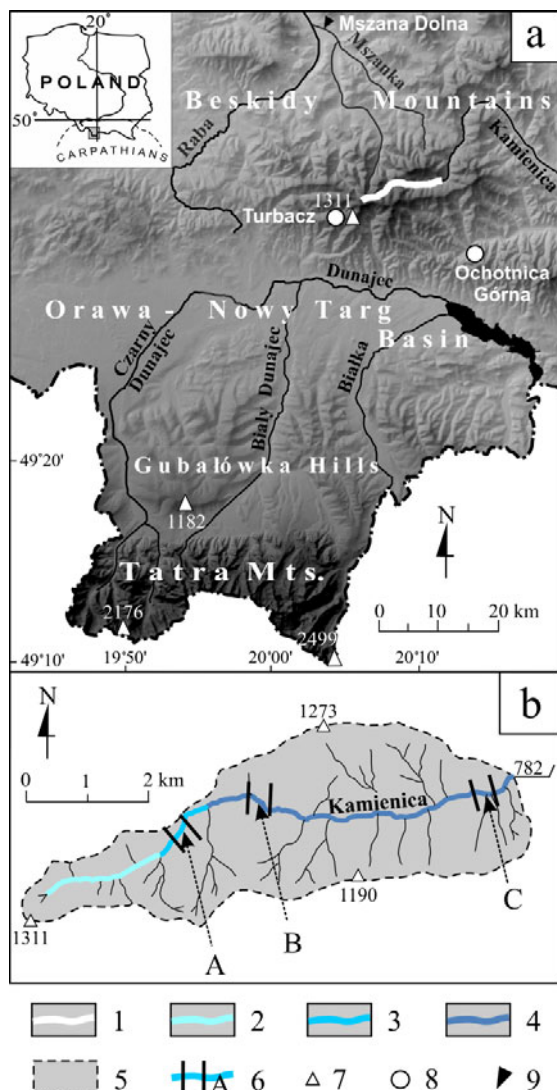 a
20°
POLAND
50°
CARPATHIANS
Mszana Dolna
Mszanka
Beskidy Mountains
Raba
Kamienica
1311
Turbacz
Ochotnica
Górna
Dunajec
Orawa - Nowy Targ
Basin
Czarny
Dunajec
Biały Dunajec
Białka
49°20'
Gubałówka Hills
1182
N
Tatra Mts.
2176
2499
0 10 20 km
49°10'
19°50'
20°00'
20°10'
b
N
1273
782
0 1 2 km
Kamienica
1190
1311
A
B
C
1
2
3
4
5
A
6
7
8
9